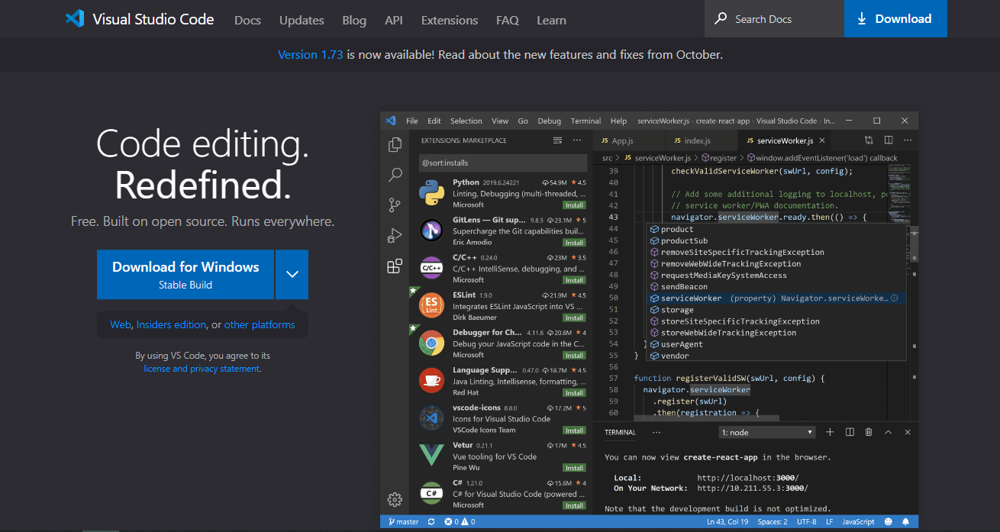 Visual Studio Code Docs Updates Blog API Extensions FAQ Learn Search Docs Download
Version 1.73 is now available! Read about the new features and fixes from October.
Code editing.
Redefined.
Free. Built on open source. Runs everywhere.
Download for Windows
Stable Build
Web, Insiders edition, or other platforms
By using VS Code, you agree to its
license and privacy statement.
File Edit Selection View Go Debug Terminal Help serviceWorker.js - create-react-app - Visual Studio Code - In...
EXTENSIONS: MARKETPLACE
@sort:installs
Python 2019.6.24221 54.9M 4.5
Linting, Debugging (multi-threaded, ...
Microsoft Install
GitLens — Git sup... 9.8.5 23.1M 5
Supercharge the Git capabilities buil...
Eric Amodio Install
C/C++
C/C++ 0.24.0 23M 3.5
C/C++ IntelliSense, debugging, and ...
Microsoft Install
ES
Lint
ESLint 1.9.0 21.9M 4.5
Integrates ESLint JavaScript into VS ...
Dirk Baeumer Install
Debugger for Ch... 4.11.6 20.6M 4
Debug your JavaScript code in the C...
Microsoft Install
Language Supp... 0.47.0 18.7M 4.5
Java Linting, Intellisense, formatting, ...
Red Hat Install
vscode-icons 8.8.0 17.2M 5
Icons for Visual Studio Code
VSCode Icons Team Install
Vetur 0.21.1 17M 4.5
Vue tooling for VS Code
Pine Wu Install
C#
C# 1.21.0 15.6M 4
C# for Visual Studio Code (powered ...
Microsoft Install
JS App.js JS index.js JS serviceWorker.js
src > JS serviceWorker.js > register > window.addEventListener('load') callback
39 checkValidServiceWorker(swUrl, config);
40
41 // Add some additional logging to localhost, p
42 // service worker/PWA documentation.
43 navigator.serviceWorker.ready.then(() => {
44 product
45 productSub
46 removeSiteSpecificTrackingException
47 removeWebWideTrackingException
48 requestMediaKeySystemAccess
49 sendBeacon
50 serviceWorker (property) Navigator.serviceWorke...
51 storage
52 storeSiteSpecificTrackingException
53 storeWebWideTrackingException
54 } userAgent
55 } vendor
56
57 function registerValidSW(swUrl, config) {
58 navigator.serviceWorker
59 .register(swUrl)
60 .then(registration => {
TERMINAL ... 1: node
You can now view create-react-app in the browser.
Local: http://localhost:3000/
On Your Network: http://10.211.55.3:3000/
Note that the development build is not optimized.
master 0 0 Ln 43, Col 19 Spaces: 2 UTF-8 LF JavaScript